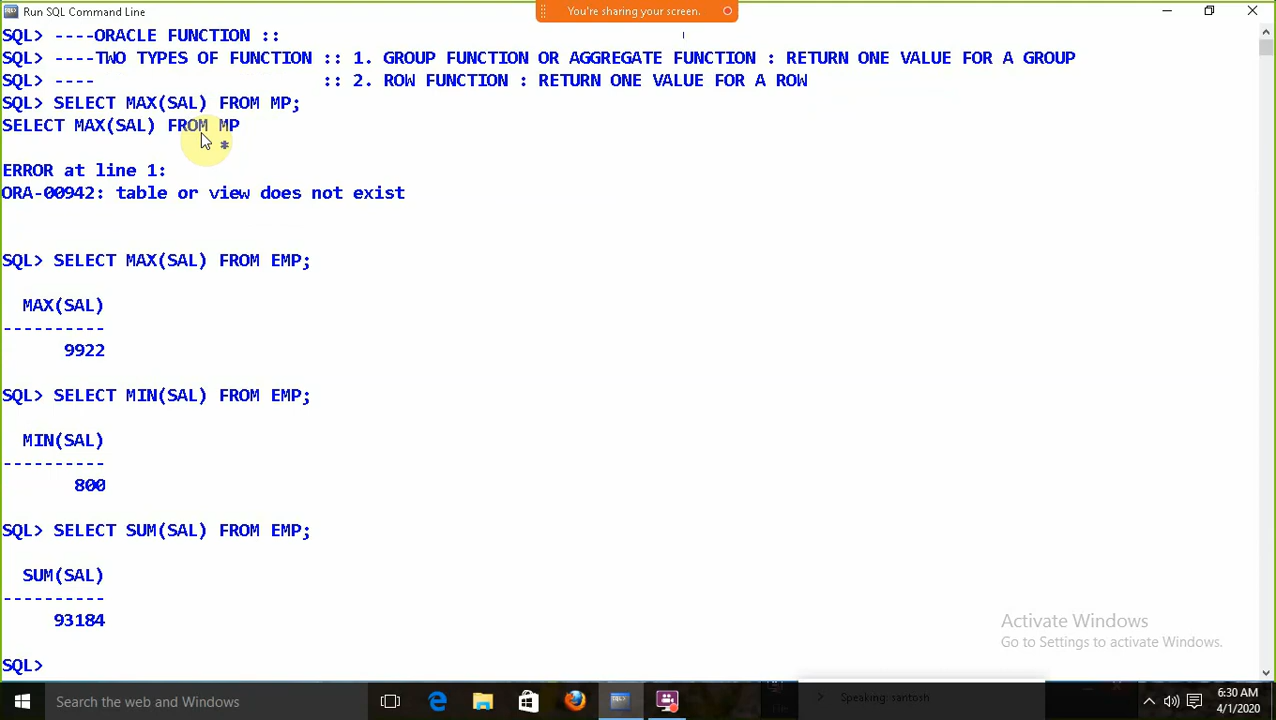 Run SQL Command Line
You're sharing your screen.
SQL> ----ORACLE FUNCTION ::
SQL> ----TWO TYPES OF FUNCTION :: 1. GROUP FUNCTION OR AGGREGATE FUNCTION : RETURN ONE VALUE FOR A GROUP
SQL> ---- :: 2. ROW FUNCTION : RETURN ONE VALUE FOR A ROW
SQL> SELECT MAX(SAL) FROM MP;
SELECT MAX(SAL) FROM MP
*
ERROR at line 1:
ORA-00942: table or view does not exist
SQL> SELECT MAX(SAL) FROM EMP;
MAX(SAL)
----------
9922
SQL> SELECT MIN(SAL) FROM EMP;
MIN(SAL)
----------
800
SQL> SELECT SUM(SAL) FROM EMP;
SUM(SAL)
----------
93184
SQL>
Activate Windows
Go to Settings to activate Windows.
Search the web and Windows
Speaking: santosh
6:30 AM
4/1/2020